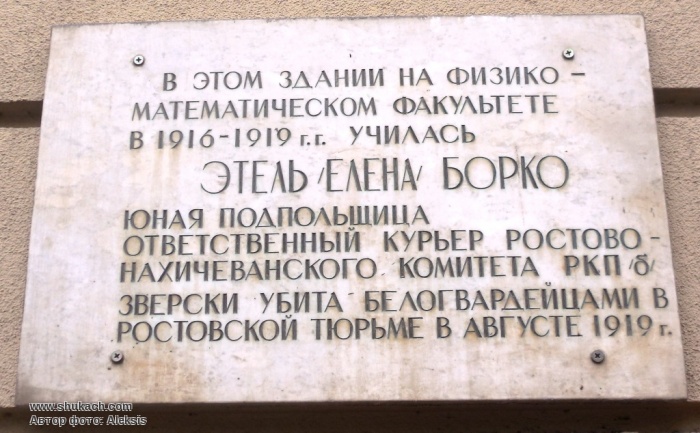 В ЭТОМ ЗДАНИИ НА ФИЗИКО –
МАТЕМАТИЧЕСКОМ ФАКУЛЬТЕТЕ
В 1916-1919 г.г. УЧИЛАСЬ
ЭТЕЛЬ /ЕЛЕНА/ БОРКО
ЮНАЯ ПОДПОЛЬЩИЦА
ОТВЕТСТВЕННЫЙ КУРЬЕР РОСТОВО –
НАХИЧЕВАНСКОГО КОМИТЕТА РКП /б/
ЗВЕРСКИ УБИТА БЕЛОГВАРДЕЙЦАМИ В
РОСТОВСКОЙ ТЮРЬМЕ В АВГУСТЕ 1919 г.
www.shukach.com
Автор фото: Aleksis